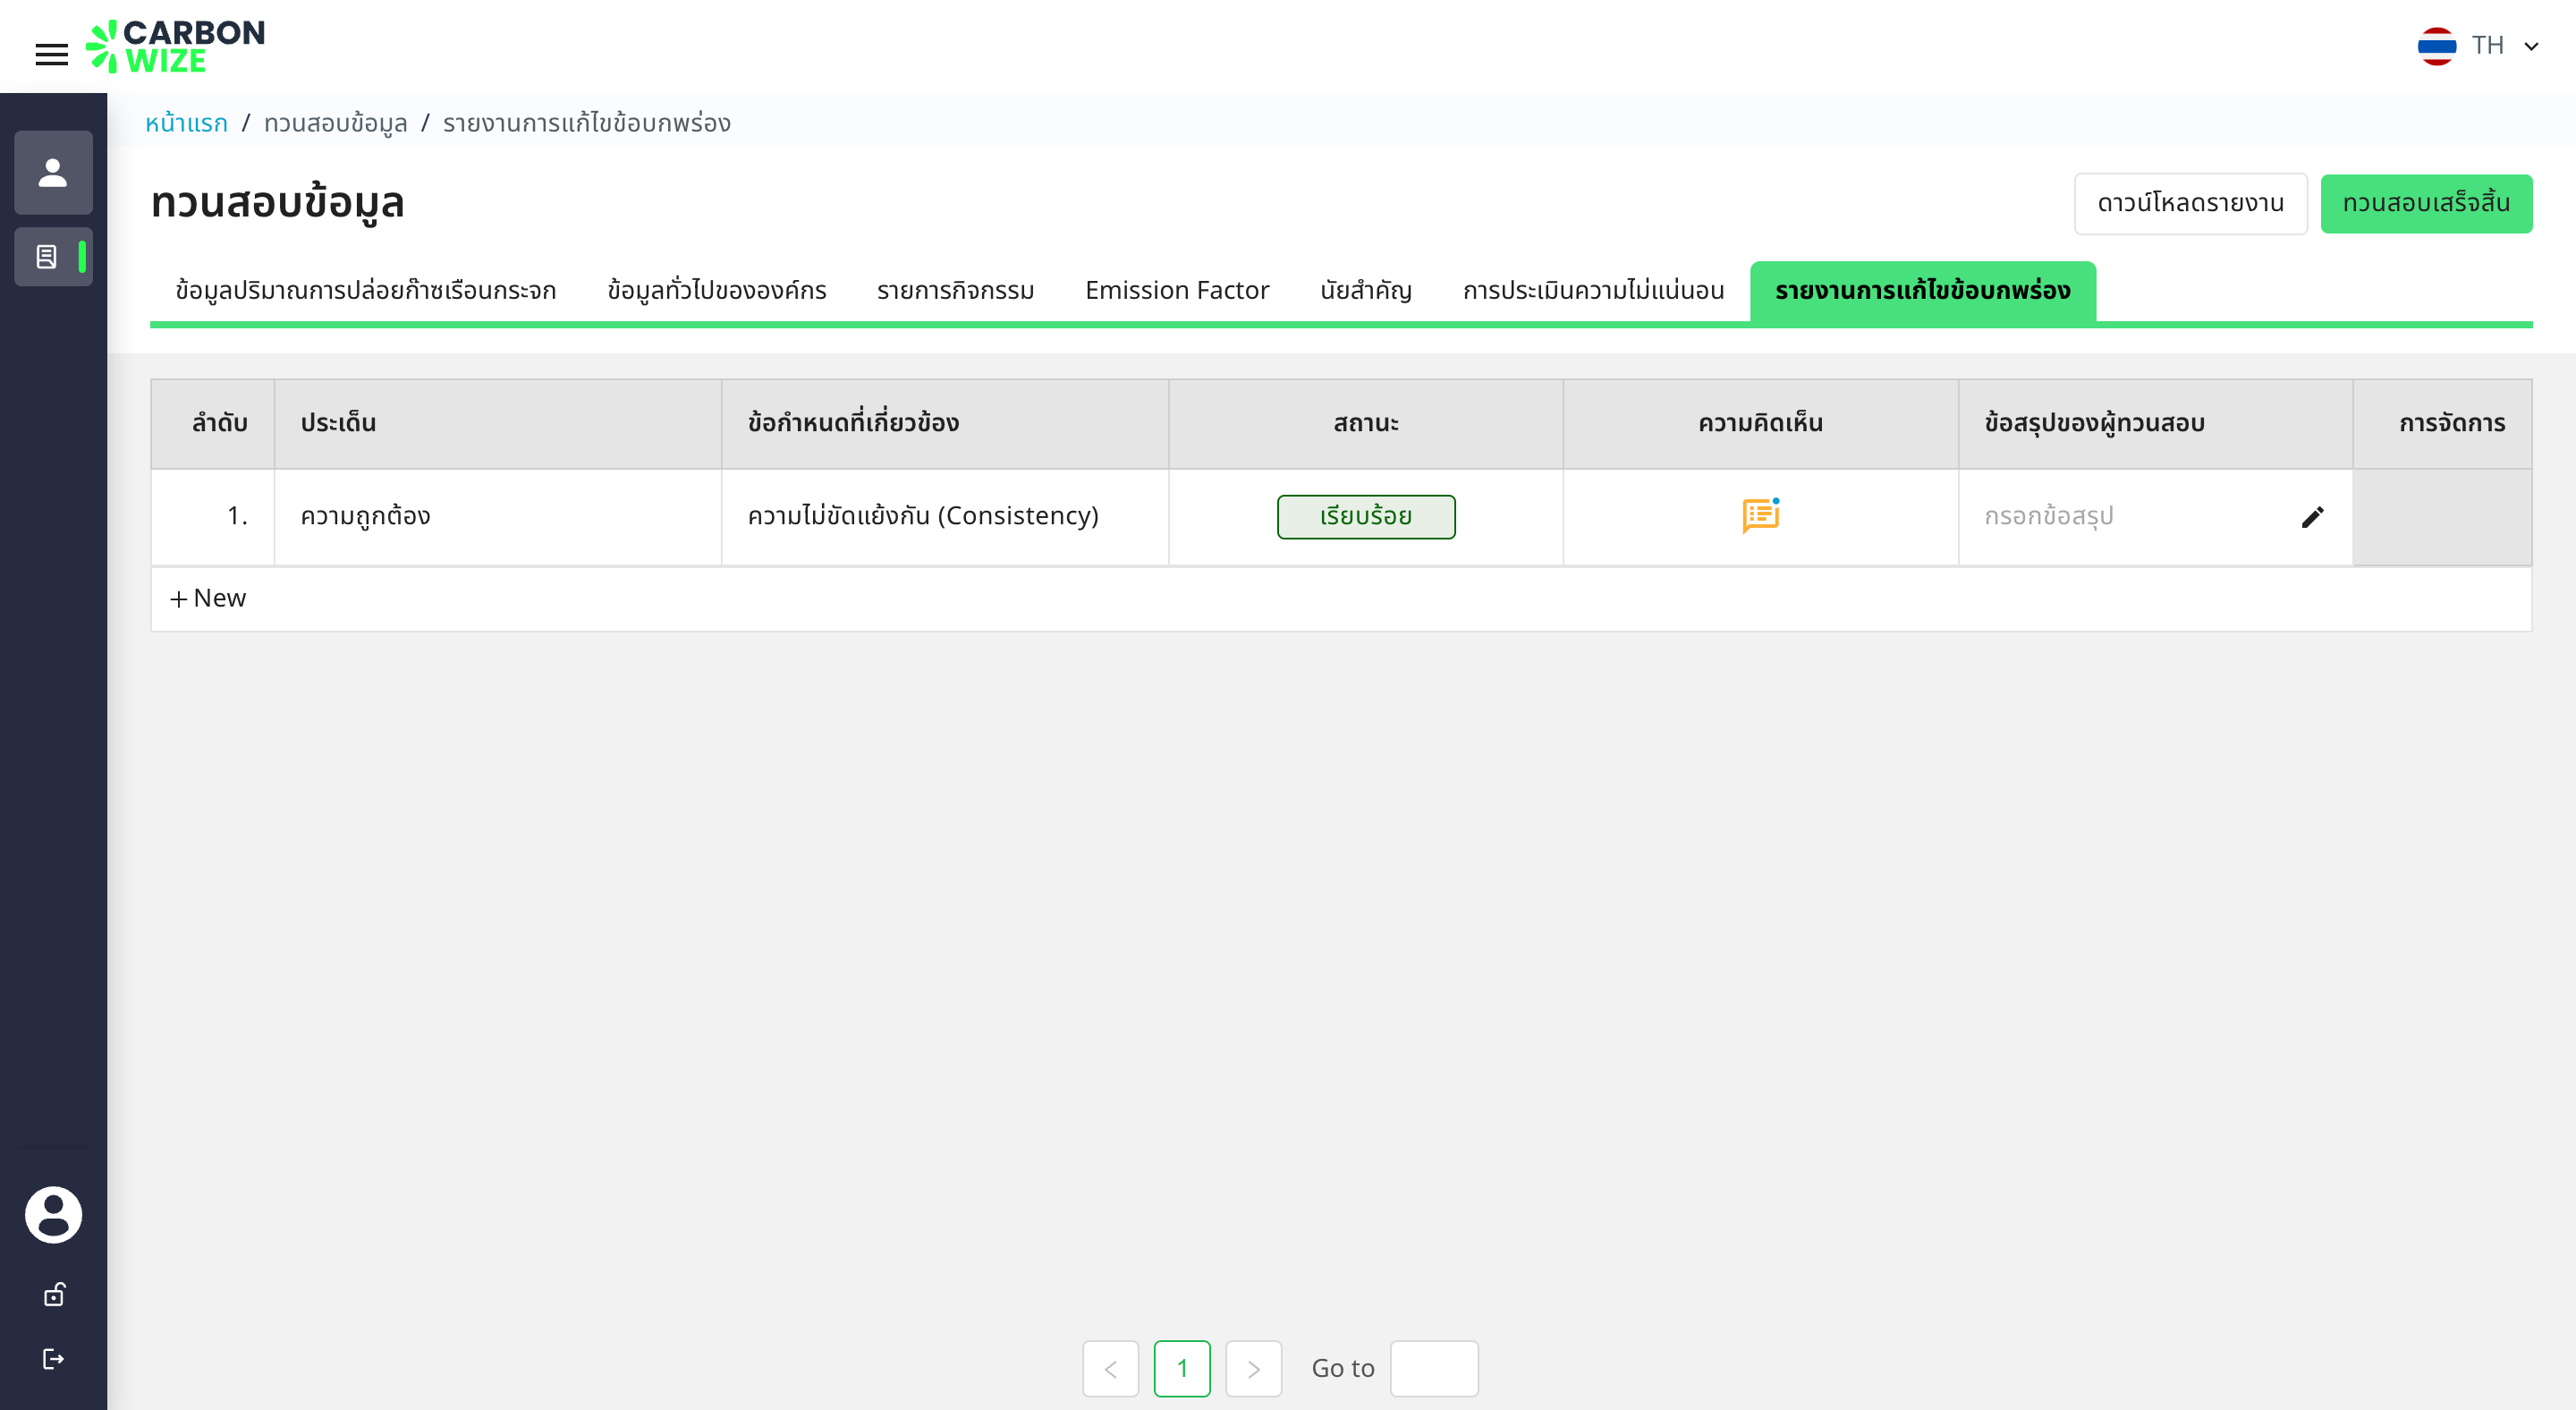 CARBON
WIZE
TH
หน้าแรก / ทวนสอบข้อมูล / รายงานการแก้ไขข้อบกพร่อง
ทวนสอบข้อมูล
ดาวน์โหลดรายงาน
ทวนสอบเสร็จสิ้น
ข้อมูลปริมาณการปล่อยก๊าซเรือนกระจก ข้อมูลทั่วไปขององค์กร รายการกิจกรรม Emission Factor นัยสำคัญ การประเมินความไม่แน่นอน รายงานการแก้ไขข้อบกพร่อง
ลำดับ ประเด็น ข้อกำหนดที่เกี่ยวข้อง สถานะ ความคิดเห็น ข้อสรุปของผู้ทวนสอบ การจัดการ
1. ความถูกต้อง ความไม่ขัดแย้งกัน (Consistency) เรียบร้อย กรอกข้อสรุป
+ New
< 1 > Go to